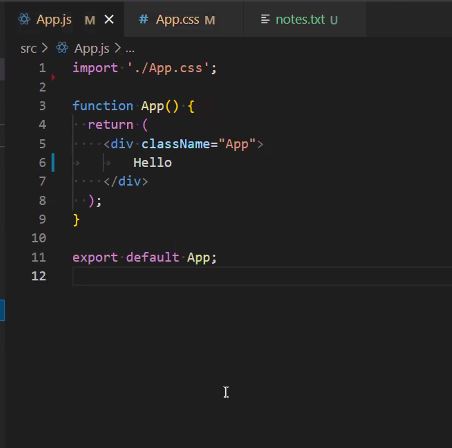 App.js M
# App.css M
notes.txt U
src > App.js > ...
1 import './App.css';
2
3 function App() {
4 return (
5 <div className="App">
6 Hello
7 </div>
8 );
9 }
10
11 export default App;
12